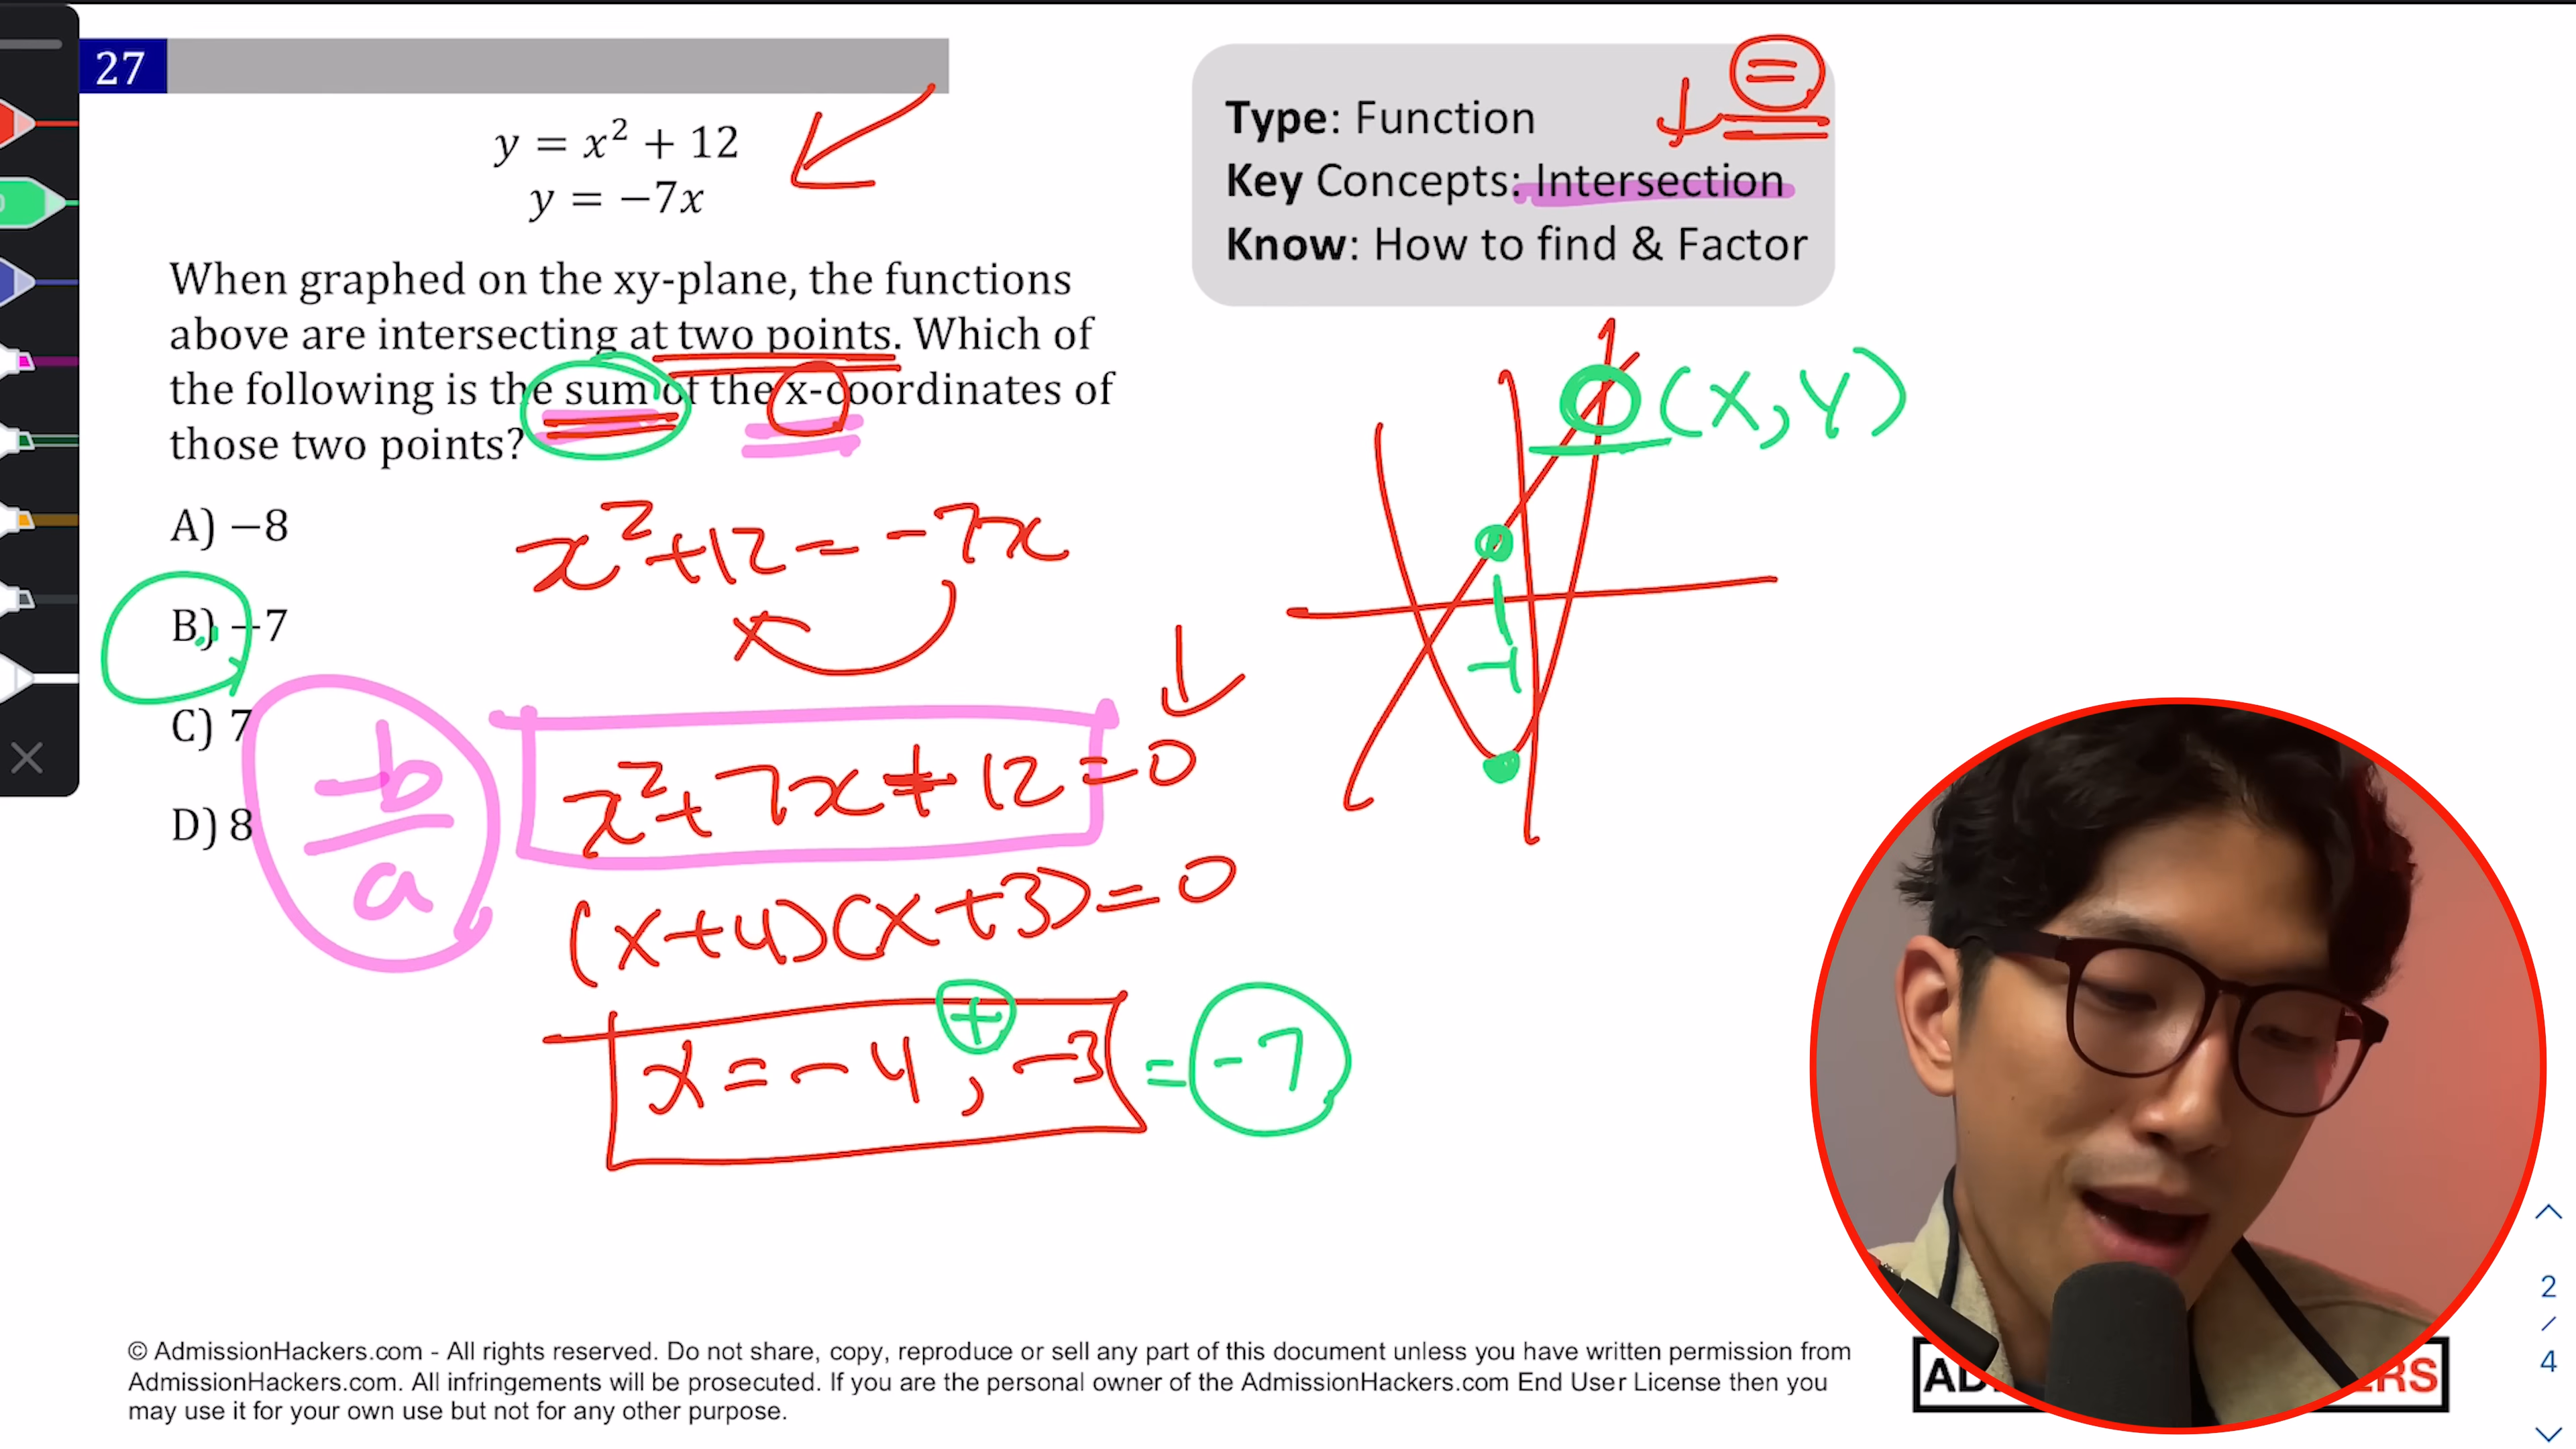 27
y = x² + 12
y = −7x
When graphed on the xy-plane, the functions
above are intersecting at two points. Which of
the following is the sum of the x-coordinates of
those two points?
A) −8
B) −7
C) 7
D) 8
Type: Function
=
Key Concepts: Intersection
Know: How to find & Factor
(x, y)
x² + 12 = -7x
-b
a
x² + 7x + 12 = 0
(x+4)(x+3) = 0
+
x = -4, -3 = -7
© AdmissionHackers.com - All rights reserved. Do not share, copy, reproduce or sell any part of this document unless you have written permission from
AdmissionHackers.com. All infringements will be prosecuted. If you are the personal owner of the AdmissionHackers.com End User License then you
may use it for your own use but not for any other purpose.
2
/
4